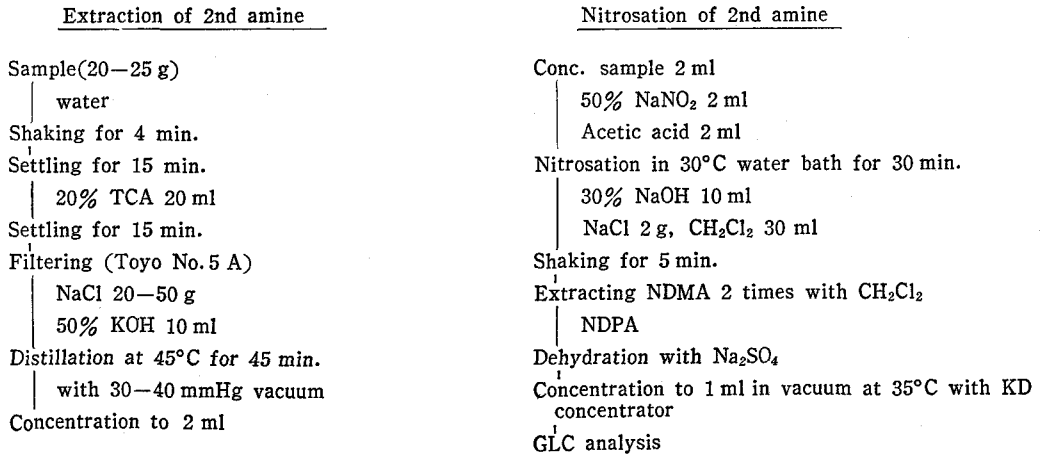 Extraction of 2nd amine
Sample(20—25 g)
water
Shaking for 4 min.
Settling for 15 min.
20% TCA 20 ml
Settling for 15 min.
Filtering (Toyo No. 5 A)
NaCl 20—50 g
50% KOH 10 ml
Distillation at 45°C for 45 min.
with 30—40 mmHg vacuum
Concentration to 2 ml
Nitrosation of 2nd amine
Conc. sample 2 ml
50% NaNO₂ 2 ml
Acetic acid 2 ml
Nitrosation in 30°C water bath for 30 min.
30% NaOH 10 ml
NaCl 2 g, CH₂Cl₂ 30 ml
Shaking for 5 min.
Extracting NDMA 2 times with CH₂Cl₂
NDPA
Dehydration with Na₂SO₄
Concentration to 1 ml in vacuum at 35°C with KD
concentrator
GLC analysis